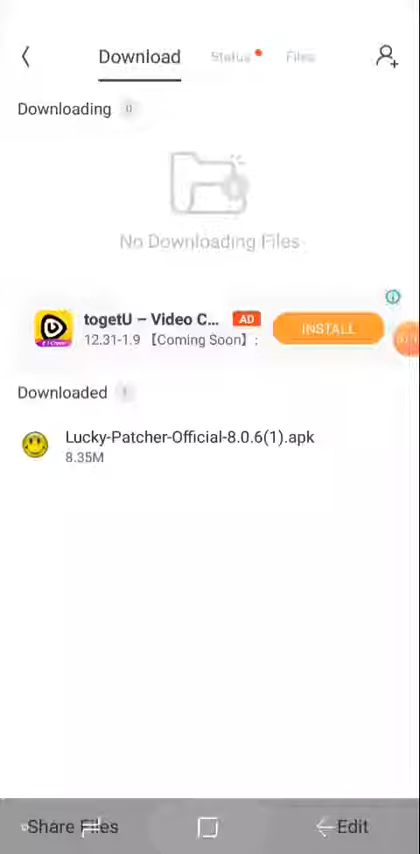 Download Status Files
Downloading 0
No Downloading Files
togetU – Video C... AD
12.31-1.9 【Coming Soon】 :
INSTALL
Downloaded 1
Lucky-Patcher-Official-8.0.6(1).apk
8.35M
Share Files Edit